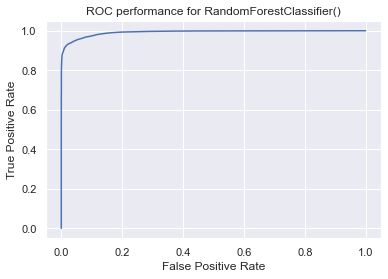 ROC performance for RandomForestClassifier()
1.0
0.8
0.6
0.4
0.2
0.0
True Positive Rate
0.0 0.2 0.4 0.6 0.8 1.0
False Positive Rate